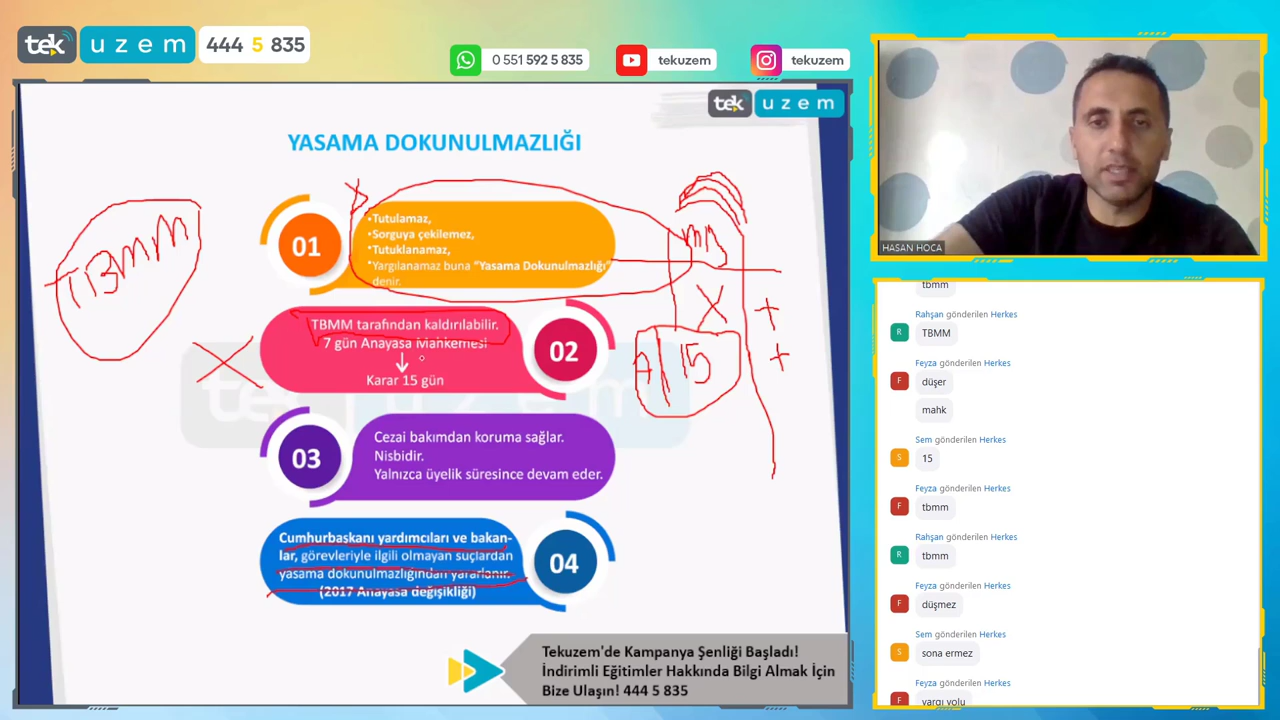 tek uzem 444 5 835
0 551 592 5 835
tekuzem
tekuzem
tek uzem
YASAMA DOKUNULMAZLIĞI
01
•Tutulamaz,
•Sorguya çekilemez,
•Tutuklanamaz,
•Yargılanamaz buna "Yasama Dokunulmazlığı"
denir.
TBMM
TBMM tarafından kaldırılabilir.
7 gün Anayasa Mahkemesi
Karar 15 gün
02
15
03
Cezai bakımdan koruma sağlar.
Nisbidir.
Yalnızca üyelik süresince devam eder.
Cumhurbaşkanı yardımcıları ve bakan-
lar, görevleriyle ilgili olmayan suçlardan
yasama dokunulmazlığından yararlanır.
(2017 Anayasa değişikliği)
04
tek uzem
Tekuzem'de Kampanya Şenliği Başladı!
İndirimli Eğitimler Hakkında Bilgi Almak İçin
Bize Ulaşın! 444 5 835
HASAN HOCA
tbmm
Rahşan gönderilen Herkes
R TBMM
Feyza gönderilen Herkes
F düşer
mahk
Sem gönderilen Herkes
S 15
Feyza gönderilen Herkes
F tbmm
Rahşan gönderilen Herkes
R tbmm
Feyza gönderilen Herkes
F düşmez
Sem gönderilen Herkes
S sona ermez
Feyza gönderilen Herkes
F yargı yolu